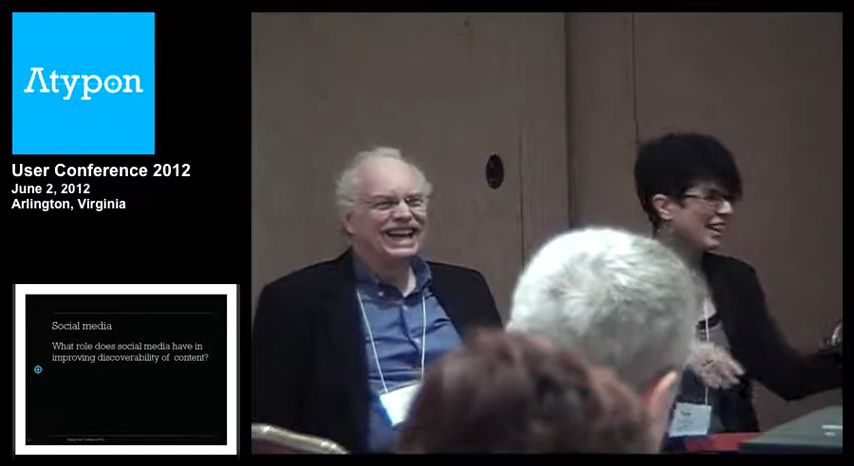 Atypon
User Conference 2012
June 2, 2012
Arlington, Virginia
Social media
What role does social media have in
improving discoverability of content?